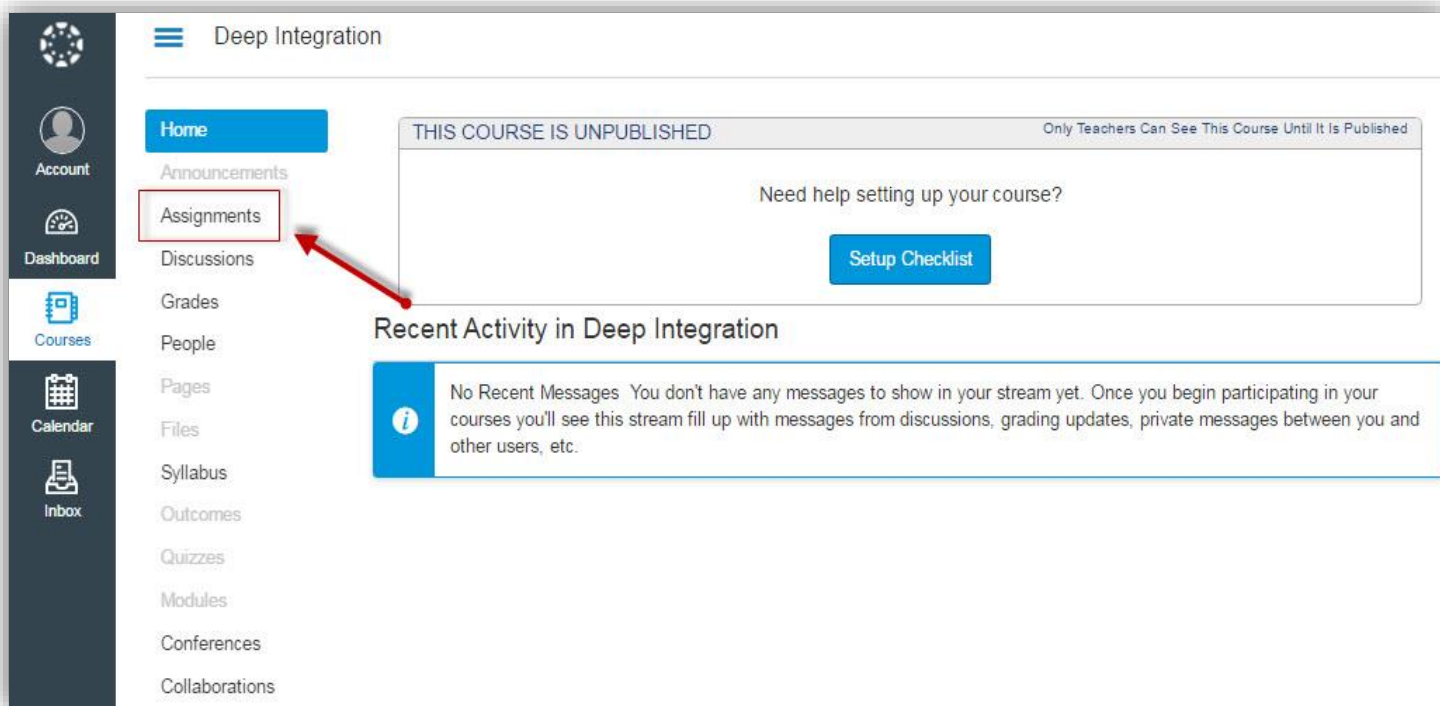 Deep Integration
Account
Dashboard
Courses
Calendar
Inbox
Home
Announcements
Assignments
Discussions
Grades
People
Pages
Files
Syllabus
Outcomes
Quizzes
Modules
Conferences
Collaborations
THIS COURSE IS UNPUBLISHED
Only Teachers Can See This Course Until It Is Published
Need help setting up your course?
Setup Checklist
Recent Activity in Deep Integration
No Recent Messages You don't have any messages to show in your stream yet. Once you begin participating in your
courses you'll see this stream fill up with messages from discussions, grading updates, private messages between you and
other users, etc.